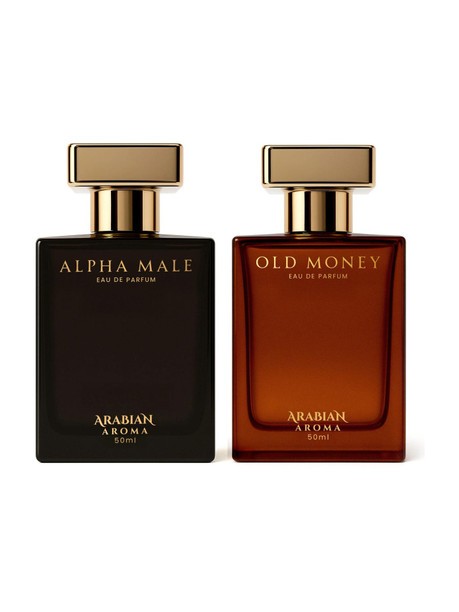 ALPHA MALE
EAU DE PARFUM
ARABIAN
AROMA
50ml
OLD MONEY
EAU DE PARFUM
ARABIAN
AROMA
50ml